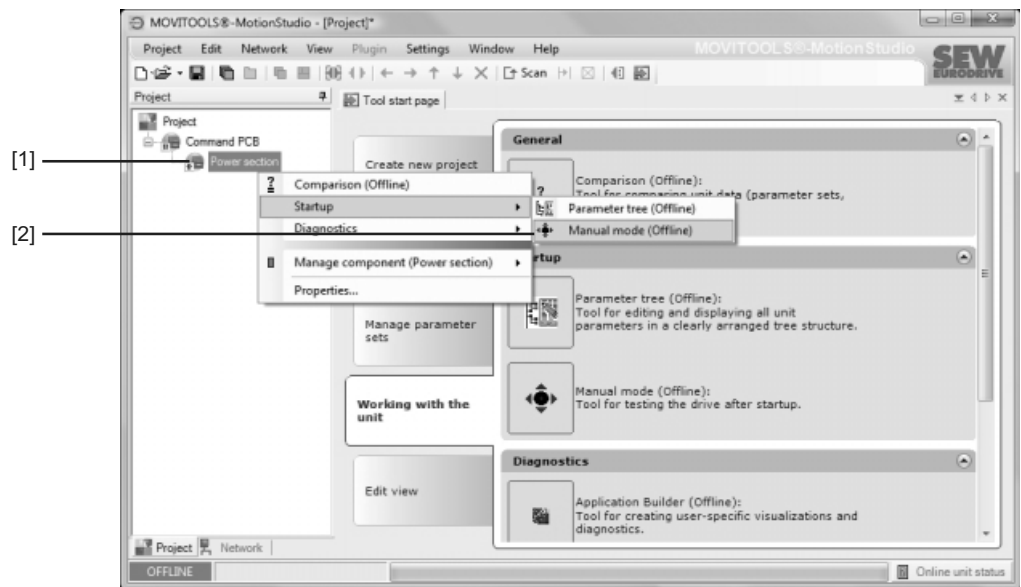 MOVITOOLS®-MotionStudio - [Project]*
Project Edit Network View Plugin Settings Window Help
MOVITOOLS®-MotionStudio
SEW
EURODRIVE
Scan
Project
Tool start page
Project
Command PCB
[1]
Power section
Comparison (Offline)
Startup
Diagnostics
Manage component (Power section)
Properties...
[2]
Parameter tree (Offline)
Manual mode (Offline)
Create new project
Manage parameter
sets
Working with the
unit
Edit view
General
?
Comparison (Offline):
Tool for comparing unit data (parameter sets,
rtup
Parameter tree (Offline):
Tool for editing and displaying all unit
parameters in a clearly arranged tree structure.
Manual mode (Offline):
Tool for testing the drive after startup.
Diagnostics
Application Builder (Offline):
Tool for creating user-specific visualizations and
diagnostics.
Project Network
OFFLINE
Online unit status